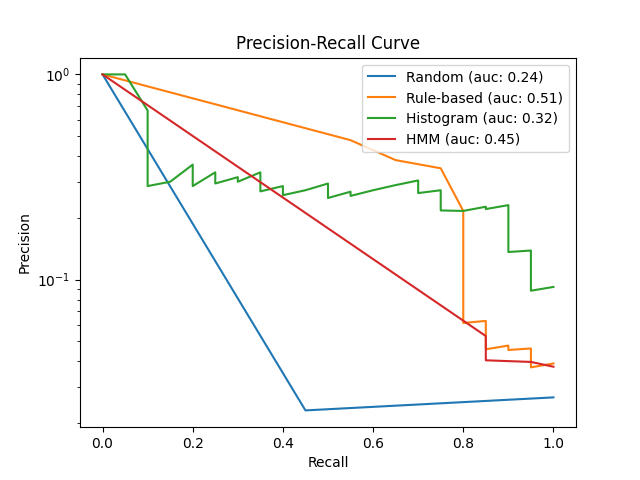 Precision-Recall Curve
Random (auc: 0.24)
Rule-based (auc: 0.51)
Histogram (auc: 0.32)
HMM (auc: 0.45)
10⁰
10⁻¹
Precision
0.0 0.2 0.4 0.6 0.8 1.0
Recall